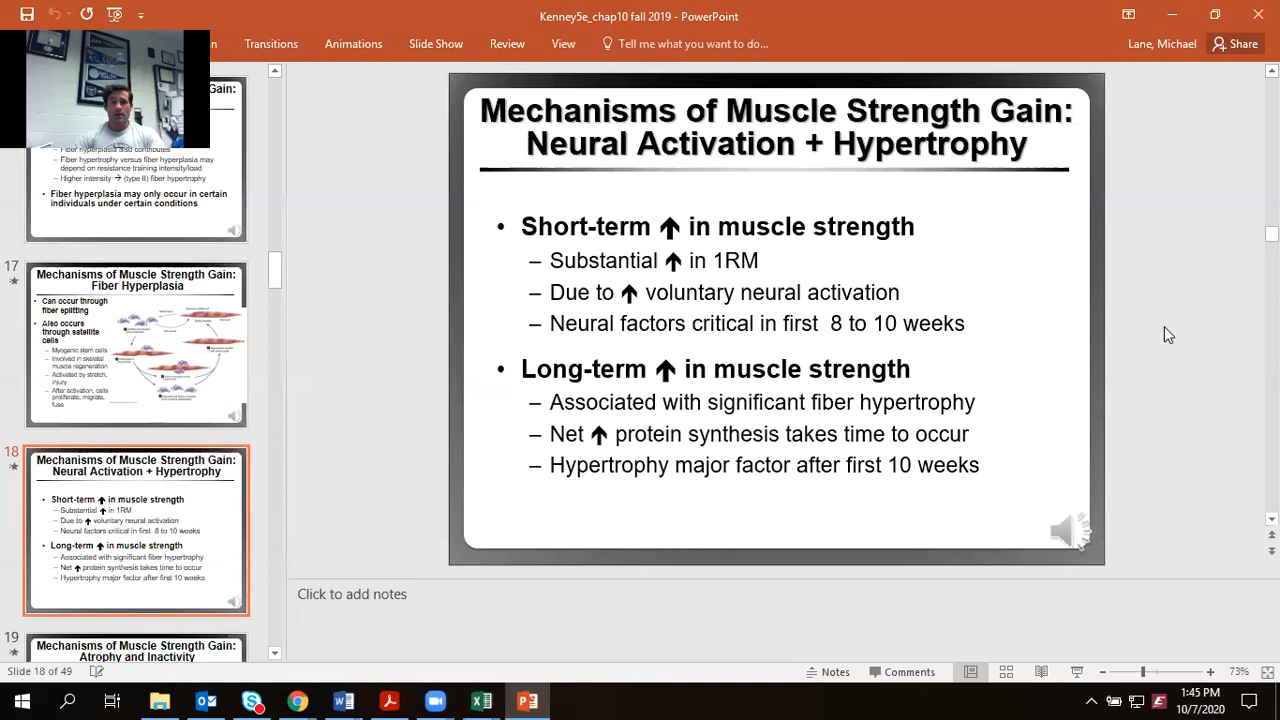 Kenney5e_chap10 fall 2019 - PowerPoint
Transitions
Animations
Slide Show
Review
View
Tell me what you want to do...
Lane, Michael
Share
Gain:
Fiber hyperplasia also contributes
– Fiber hypertrophy versus fiber hyperplasia may
depend on resistance training intensity/load
– Higher intensity → (type II) fiber hypertrophy
• Fiber hyperplasia may only occur in certain
individuals under certain conditions
17
Mechanisms of Muscle Strength Gain:
Fiber Hyperplasia
• Can occur through
fiber splitting
• Also occurs
through satellite
cells
– Myogenic stem cells
– Involved in skeletal
muscle regeneration
– Activated by stretch,
injury
– After activation, cells
proliferate, migrate,
fuse
18
Mechanisms of Muscle Strength Gain:
Neural Activation + Hypertrophy
• Short-term ↑ in muscle strength
– Substantial ↑ in 1RM
– Due to ↑ voluntary neural activation
– Neural factors critical in first 8 to 10 weeks
• Long-term ↑ in muscle strength
– Associated with significant fiber hypertrophy
– Net ↑ protein synthesis takes time to occur
– Hypertrophy major factor after first 10 weeks
19
Mechanisms of Muscle Strength Gain:
Atrophy and Inactivity
Mechanisms of Muscle Strength Gain:
Neural Activation + Hypertrophy
• Short-term ↑ in muscle strength
– Substantial ↑ in 1RM
– Due to ↑ voluntary neural activation
– Neural factors critical in first 8 to 10 weeks
• Long-term ↑ in muscle strength
– Associated with significant fiber hypertrophy
– Net ↑ protein synthesis takes time to occur
– Hypertrophy major factor after first 10 weeks
Click to add notes
Slide 18 of 49
Notes
Comments
73%
1:45 PM
10/7/2020